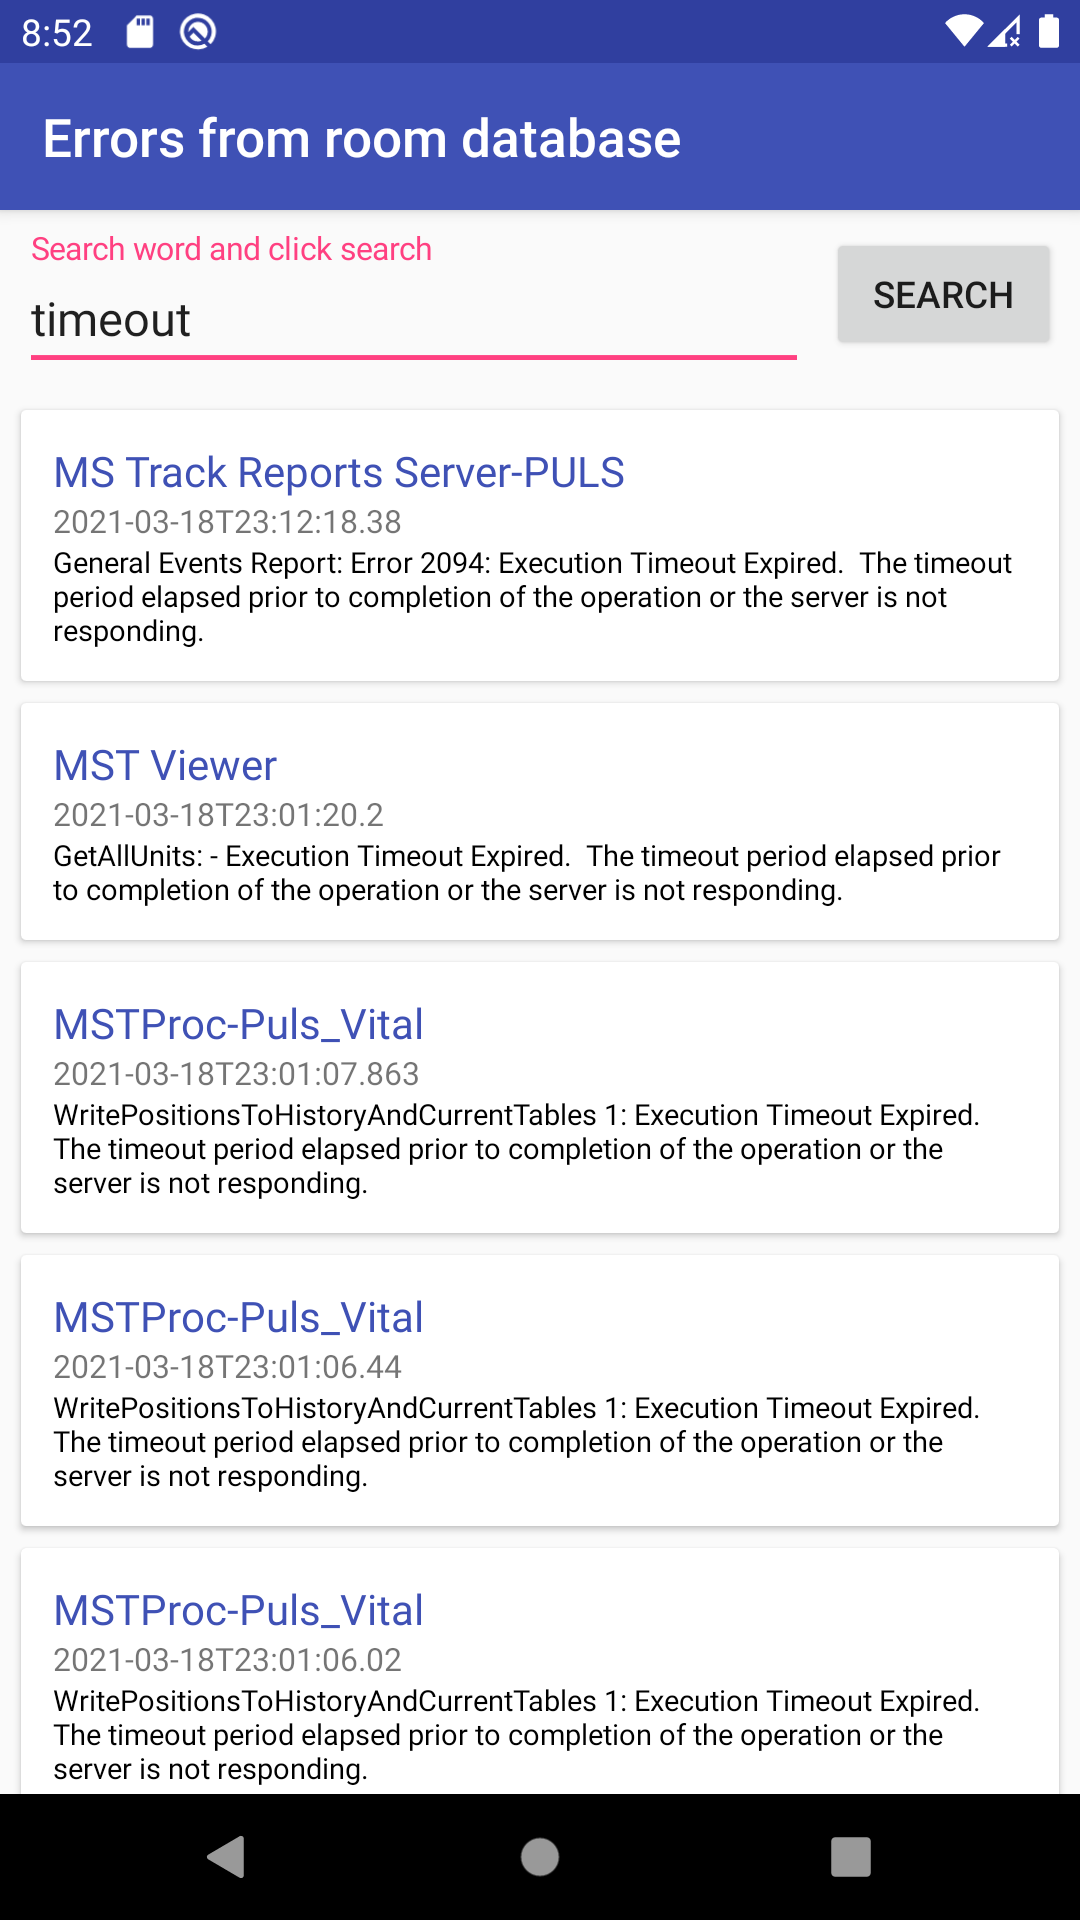 8:52
Errors from room database
Search word and click search
timeout
SEARCH
MS Track Reports Server-PULS
2021-03-18T23:12:18.38
General Events Report: Error 2094: Execution Timeout Expired.  The timeout
period elapsed prior to completion of the operation or the server is not
responding.
MST Viewer
2021-03-18T23:01:20.2
GetAllUnits: - Execution Timeout Expired.  The timeout period elapsed prior
to completion of the operation or the server is not responding.
MSTProc-Puls_Vital
2021-03-18T23:01:07.863
WritePositionsToHistoryAndCurrentTables 1: Execution Timeout Expired.
The timeout period elapsed prior to completion of the operation or the
server is not responding.
MSTProc-Puls_Vital
2021-03-18T23:01:06.44
WritePositionsToHistoryAndCurrentTables 1: Execution Timeout Expired.
The timeout period elapsed prior to completion of the operation or the
server is not responding.
MSTProc-Puls_Vital
2021-03-18T23:01:06.02
WritePositionsToHistoryAndCurrentTables 1: Execution Timeout Expired.
The timeout period elapsed prior to completion of the operation or the
server is not responding.